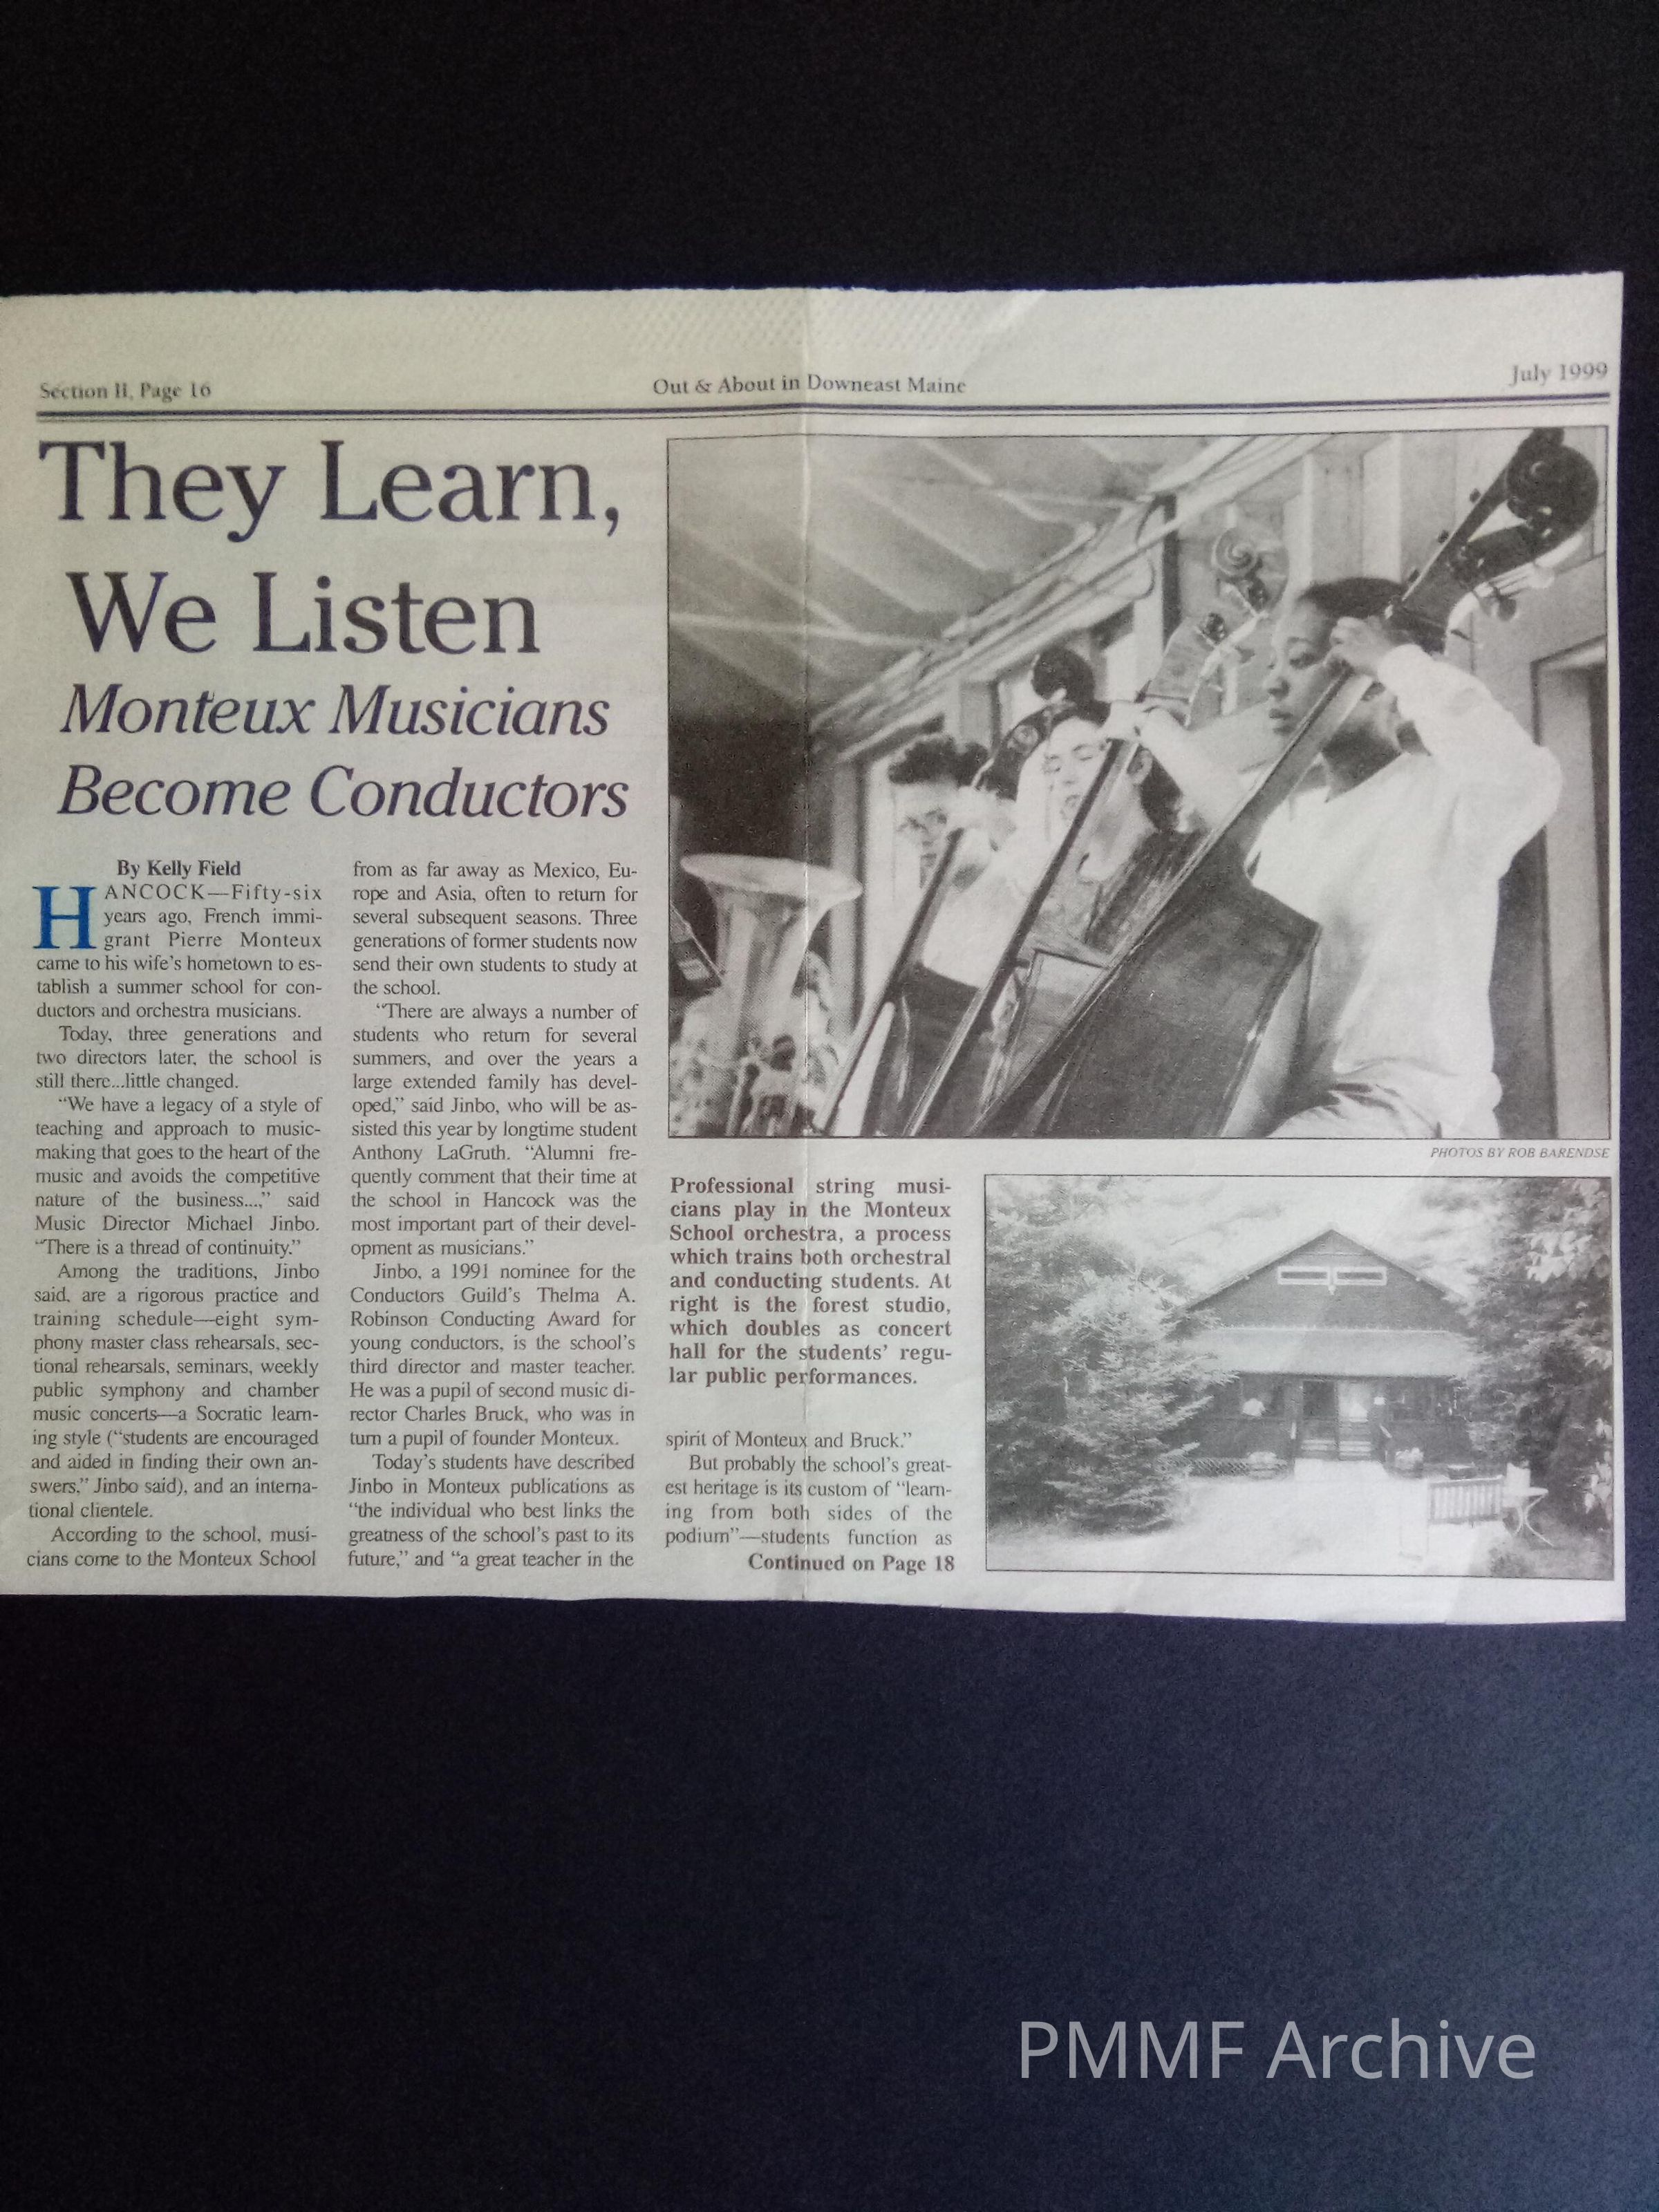 Section II, Page 16
Out & About in Downeast Maine
July 1999
They Learn,
We Listen
Monteux Musicians
Become Conductors
By Kelly Field
HANCOCK—Fifty-six
years ago, French immi-
grant Pierre Monteux
came to his wife's hometown to es-
tablish a summer school for con-
ductors and orchestra musicians.
Today, three generations and
two directors later, the school is
still there...little changed.
"We have a legacy of a style of
teaching and approach to music-
making that goes to the heart of the
music and avoids the competitive
nature of the business...," said
Music Director Michael Jinbo.
"There is a thread of continuity."
Among the traditions, Jinbo
said, are a rigorous practice and
training schedule—eight sym-
phony master class rehearsals, sec-
tional rehearsals, seminars, weekly
public symphony and chamber
music concerts—a Socratic learn-
ing style ("students are encouraged
and aided in finding their own an-
swers," Jinbo said), and an interna-
tional clientele.
According to the school, musi-
cians come to the Monteux School
from as far away as Mexico, Eu-
rope and Asia, often to return for
several subsequent seasons. Three
generations of former students now
send their own students to study at
the school.
"There are always a number of
students who return for several
summers, and over the years a
large extended family has devel-
oped," said Jinbo, who will be as-
sisted this year by longtime student
Anthony LaGruth. "Alumni fre-
quently comment that their time at
the school in Hancock was the
most important part of their devel-
opment as musicians."
Jinbo, a 1991 nominee for the
Conductors Guild's Thelma A.
Robinson Conducting Award for
young conductors, is the school's
third director and master teacher.
He was a pupil of second music di-
rector Charles Bruck, who was in
turn a pupil of founder Monteux.
Today's students have described
Jinbo in Monteux publications as
"the individual who best links the
greatness of the school's past to its
future," and "a great teacher in the
PHOTOS BY ROB BARENDSE
Professional string musi-
cians play in the Monteux
School orchestra, a process
which trains both orchestral
and conducting students. At
right is the forest studio,
which doubles as concert
hall for the students' regu-
lar public performances.
spirit of Monteux and Bruck."
But probably the school's great-
est heritage is its custom of "learn-
ing from both sides of the
podium"—students function as
Continued on Page 18
PMMF Archive